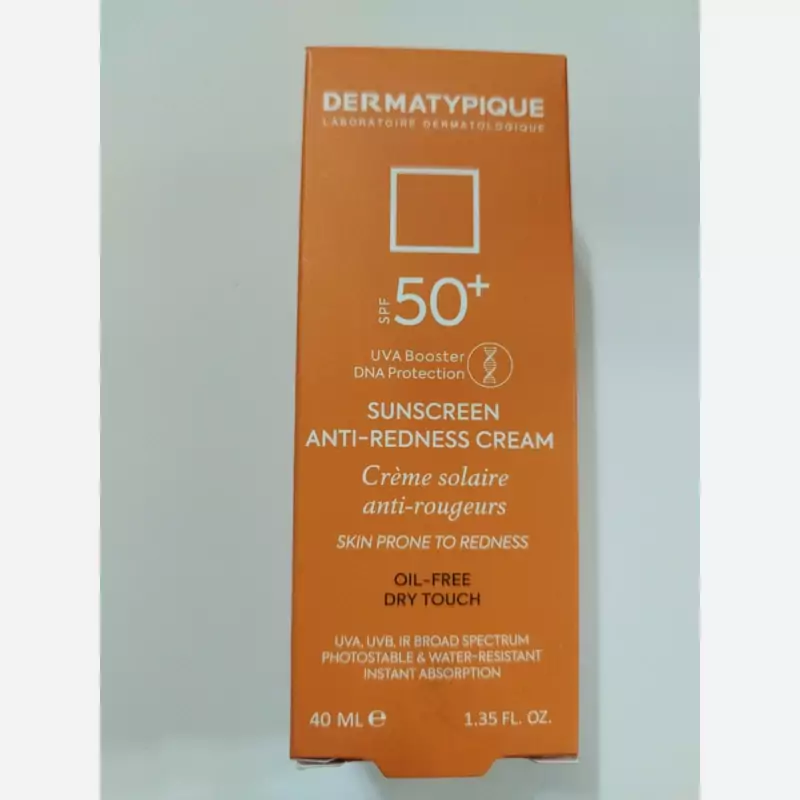 DERMATYPIQUE
LABORATOIRE DERMATOLOGIQUE
SPF 50+
UVA Booster
DNA Protection
SUNSCREEN
ANTI-REDNESS CREAM
Crème solaire
anti-rougeurs
SKIN PRONE TO REDNESS
OIL-FREE
DRY TOUCH
UVA, UVB, IR BROAD SPECTRUM
PHOTOSTABLE & WATER-RESISTANT
INSTANT ABSORPTION
40 ML ℮ 1.35 FL. OZ.